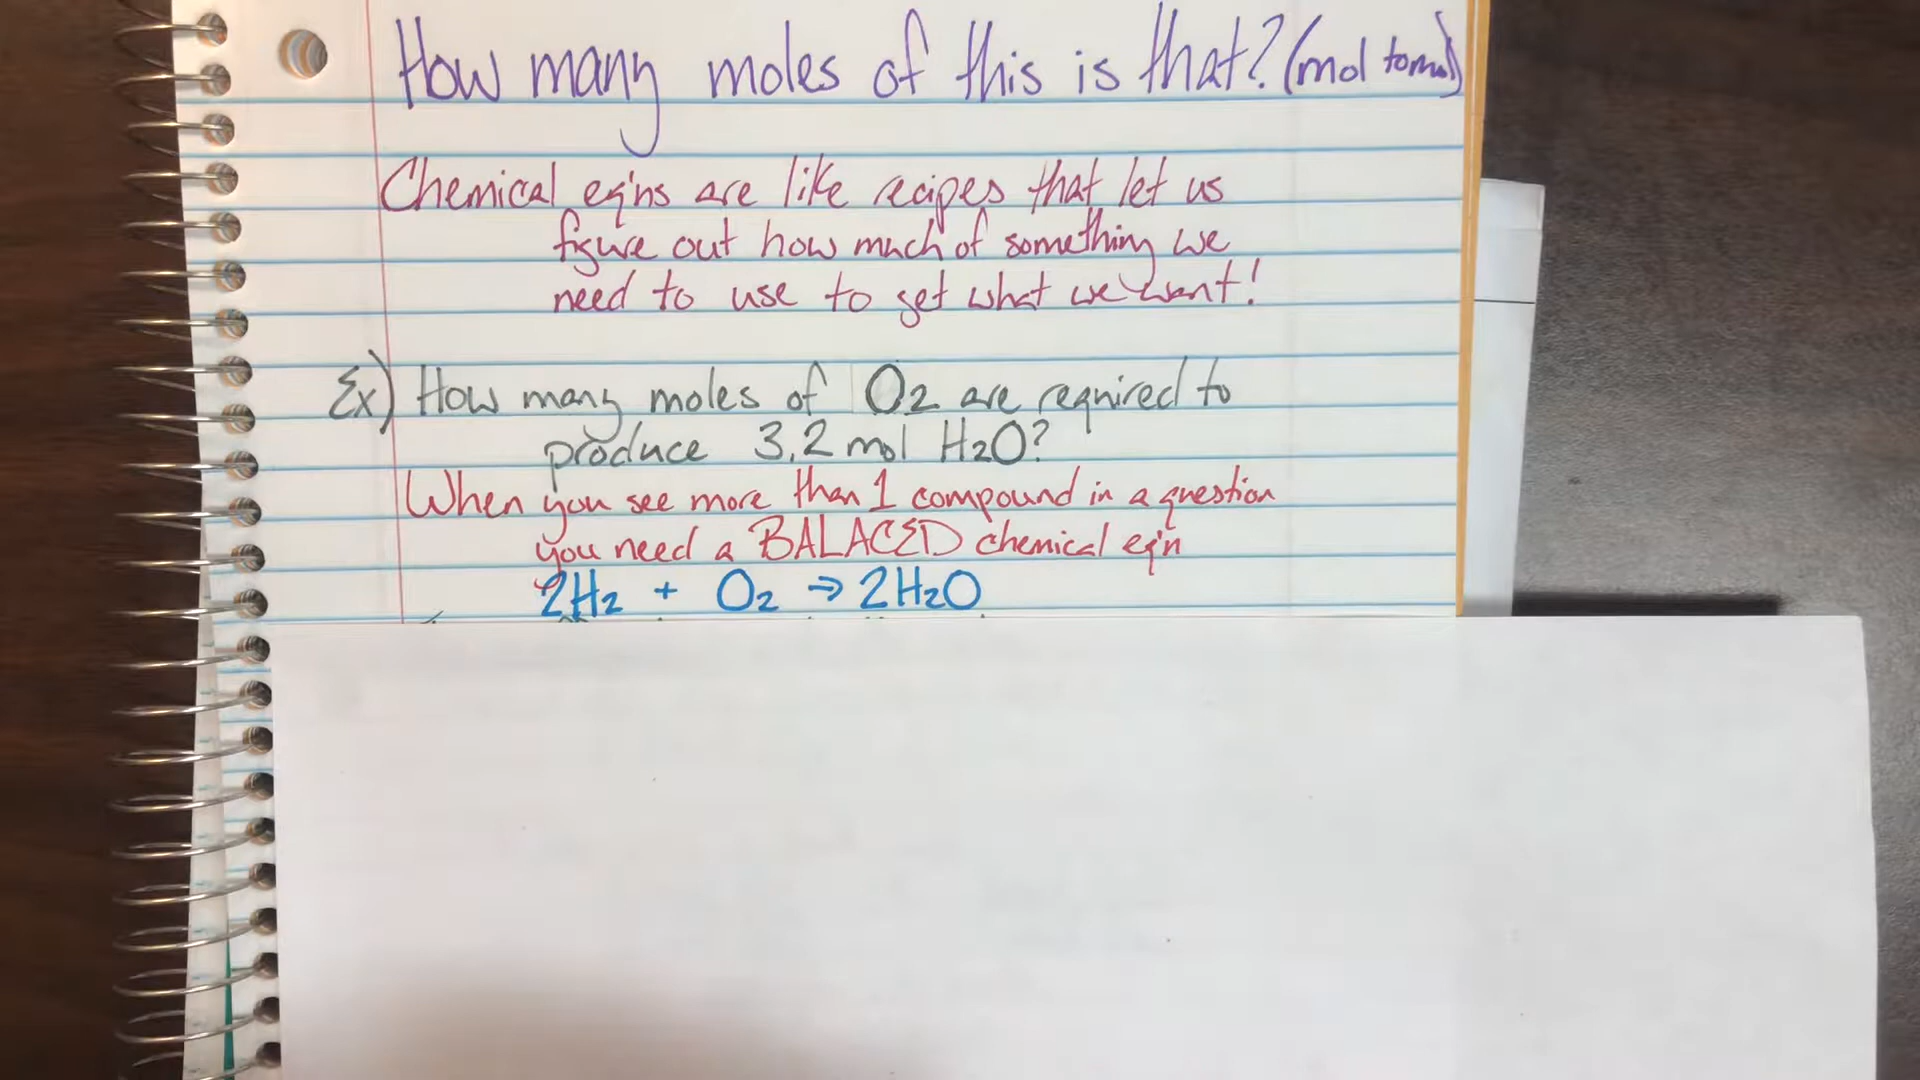 How many moles of this is that? (mol to mol)
Chemical eq'ns are like recipes that let us
figure out how much of something we
need to use to get what we want!
Ex) How many moles of O2 are required to
produce 3.2 mol H2O?
When you see more than 1 compound in a question
you need a BALACED chemical eq'n
2H2 + O2 → 2H2O